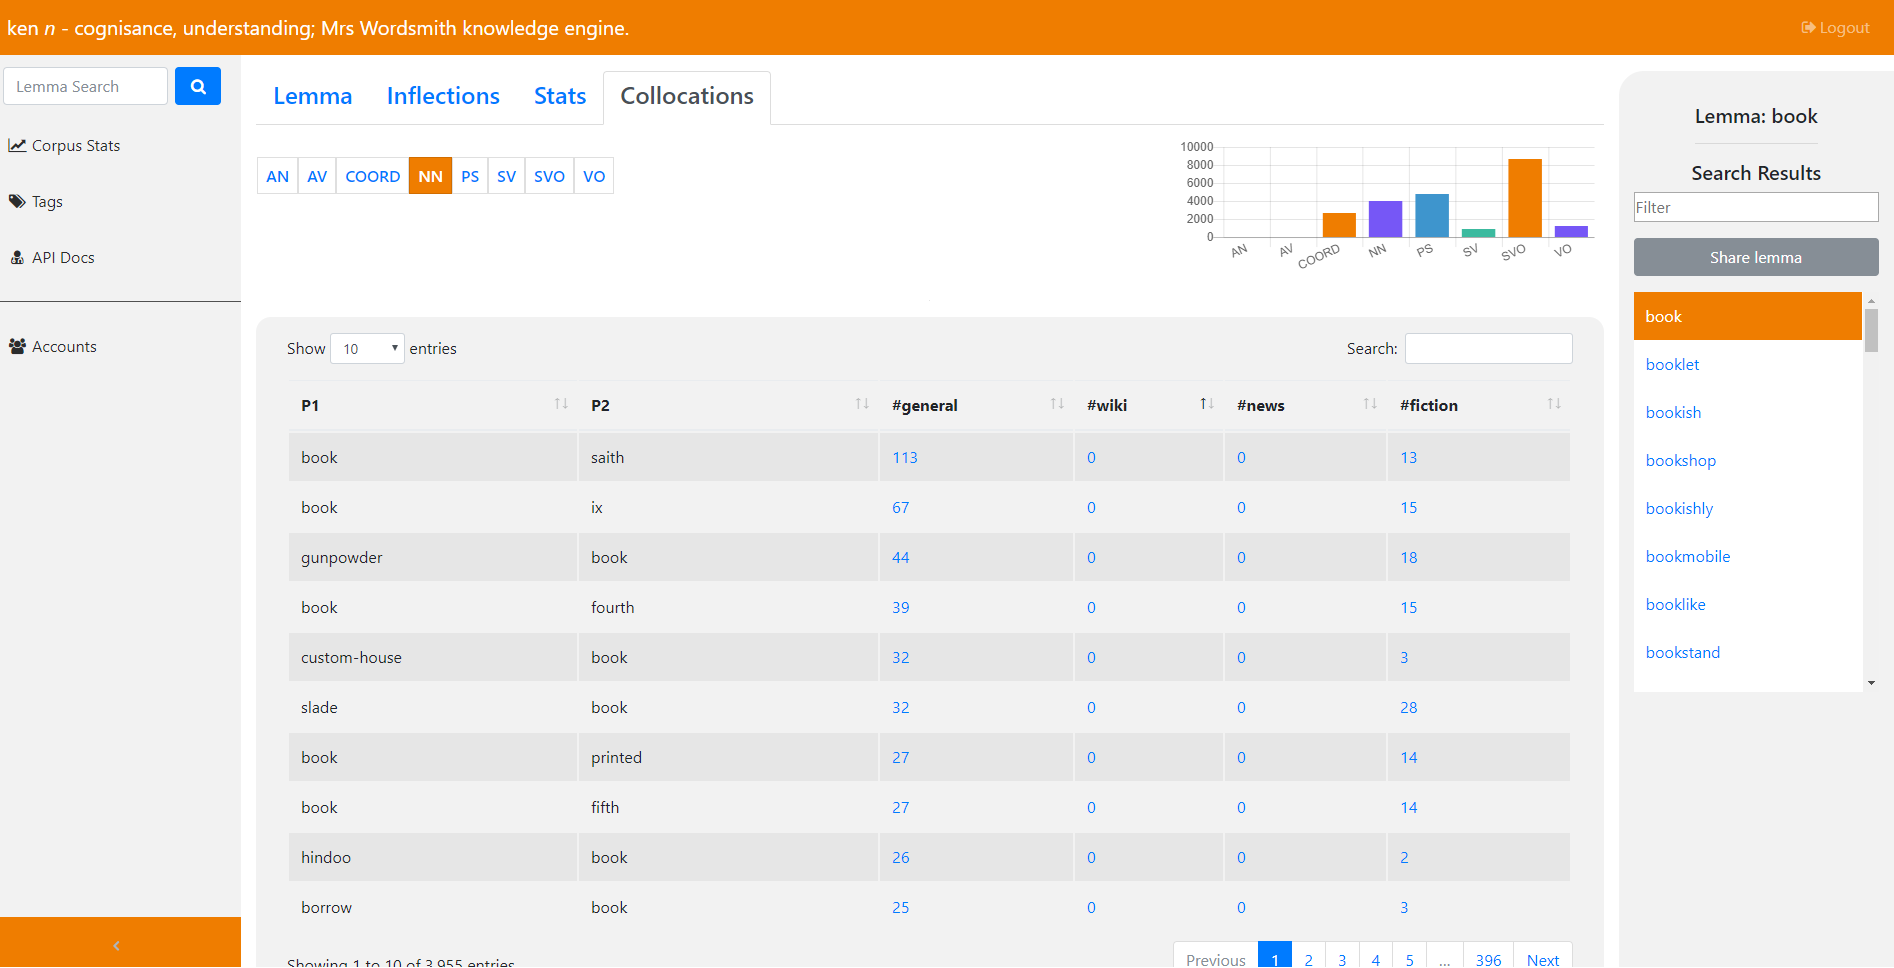 ken n - cognisance, understanding; Mrs Wordsmith knowledge engine.
Logout
Lemma Search
Corpus Stats
Tags
API Docs
Accounts
Lemma Inflections Stats Collocations
AN AV COORD NN PS SV SVO VO
10000
8000
6000
4000
2000
0
AN AV COORD NN PS SV SVO VO
Show 10 entries
Search:
P1 P2 #general #wiki #news #fiction
book saith 113 0 0 13
book ix 67 0 0 15
gunpowder book 44 0 0 18
book fourth 39 0 0 15
custom-house book 32 0 0 3
slade book 32 0 0 28
book printed 27 0 0 14
book fifth 27 0 0 14
hindoo book 26 0 0 2
borrow book 25 0 0 3
Showing 1 to 10 of 3,955 entries
Previous 1 2 3 4 5 ... 396 Next
Lemma: book
Search Results
Filter
Share lemma
book
booklet
bookish
bookshop
bookishly
bookmobile
booklike
bookstand